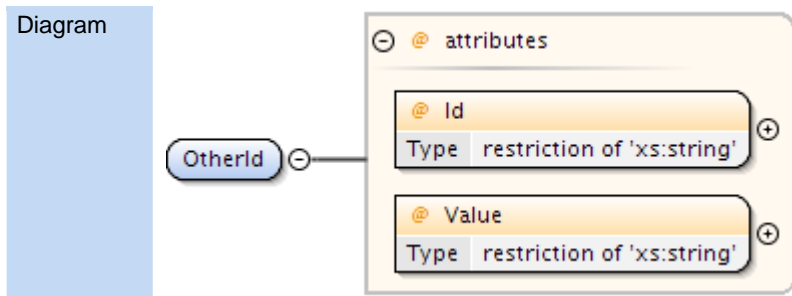 Diagram
@ attributes
@ Id
Type restriction of 'xs:string'
OtherId
@ Value
Type restriction of 'xs:string'